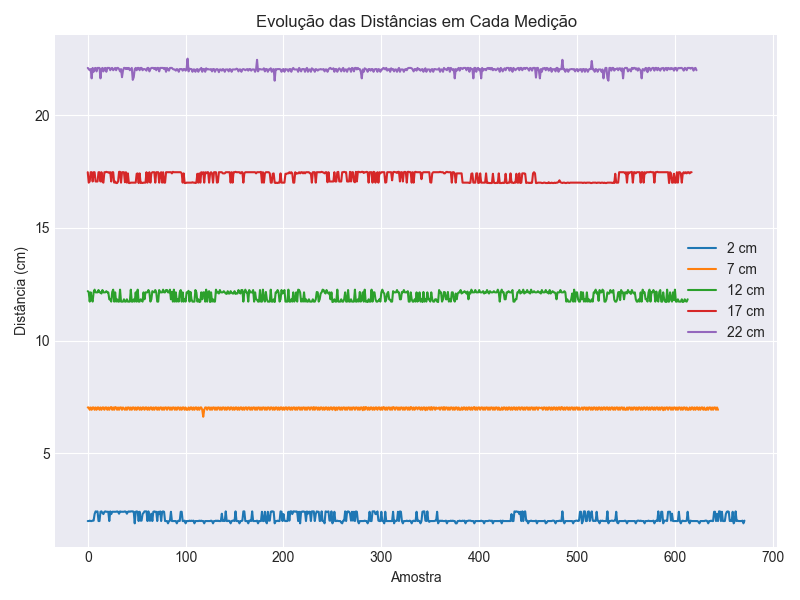 Evolução das Distâncias em Cada Medição
Distância (cm)
20
15
10
5
2 cm
7 cm
12 cm
17 cm
22 cm
0 100 200 300 400 500 600 700
Amostra